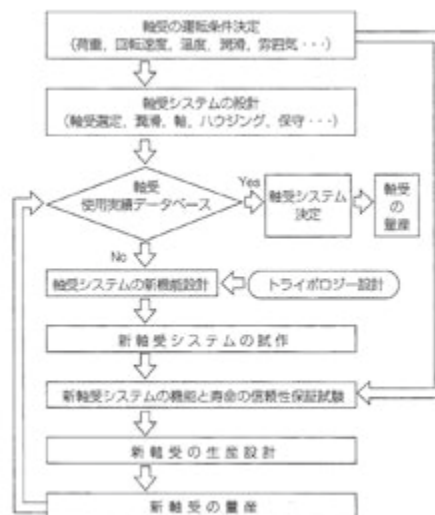 軸受の運転条件決定
(荷重、回転速度、温度、潤滑、雰囲気・・・)
軸受システムの設計
(軸受選定、潤滑、軸、ハウジング、保守・・・)
軸受
使用実績データベース
Yes
軸受システム
決定
軸受
の
量産
No
軸受システムの新機能設計
トライボロジー設計
新軸受システムの試作
新軸受システムの機能と寿命の信頼性保証試験
新軸受の生産設計
新軸受の量産